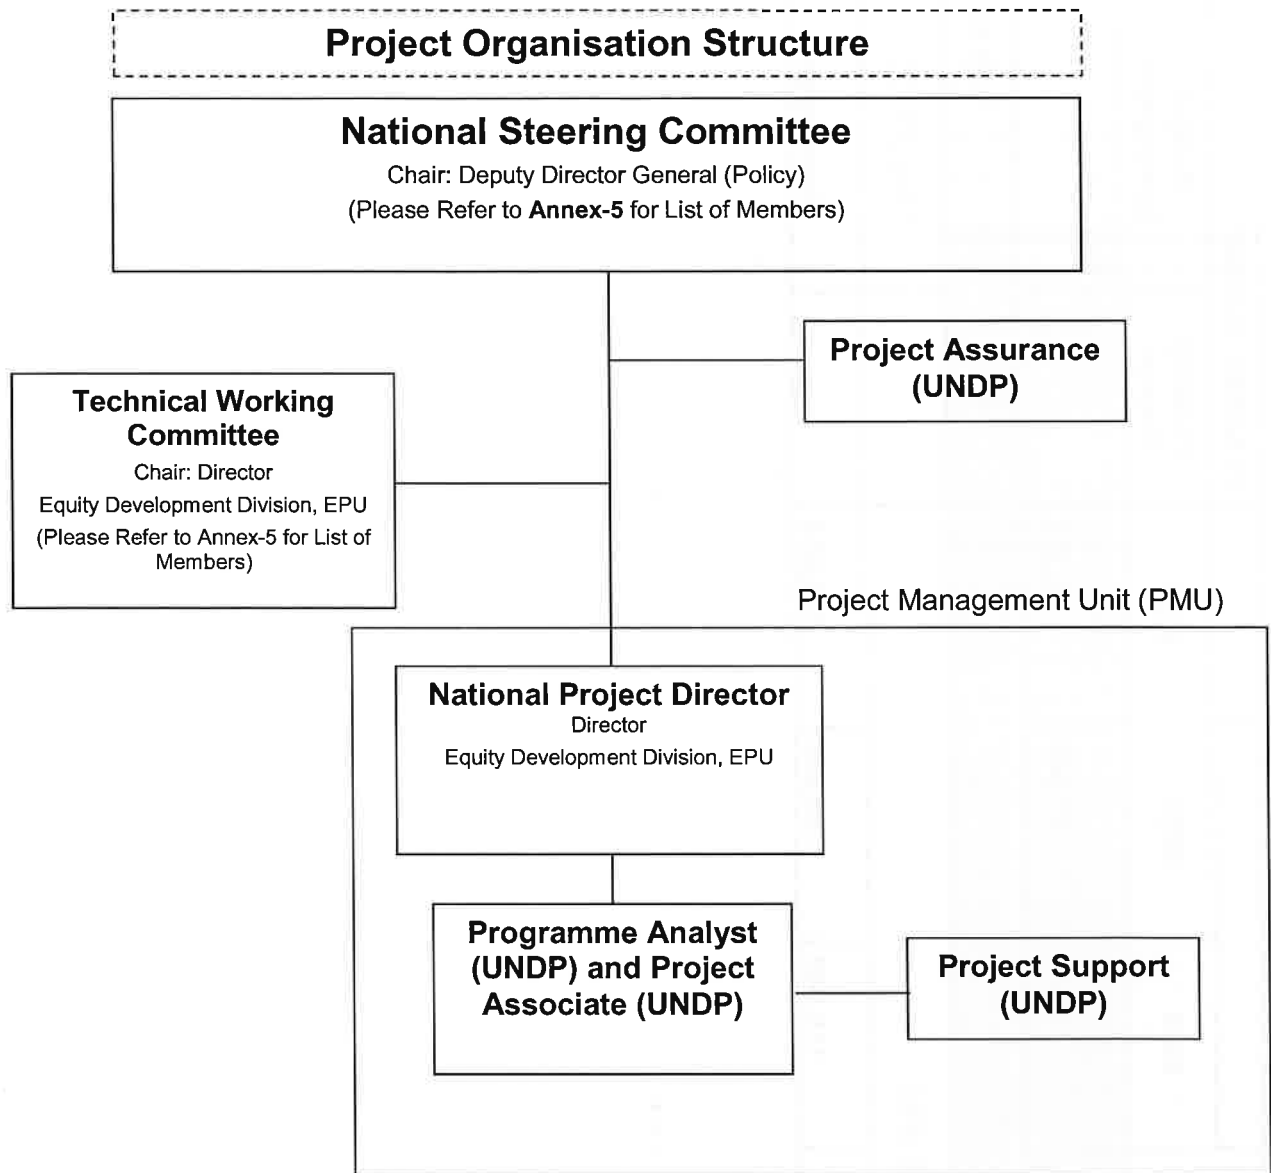 Project Organisation Structure
National Steering Committee
Chair: Deputy Director General (Policy)
(Please Refer to Annex-5 for List of Members)
Project Assurance
(UNDP)
Technical Working
Committee
Chair: Director
Equity Development Division, EPU
(Please Refer to Annex-5 for List of
Members)
Project Management Unit (PMU)
National Project Director
Director
Equity Development Division, EPU
Programme Analyst
(UNDP) and Project
Associate (UNDP)
Project Support
(UNDP)